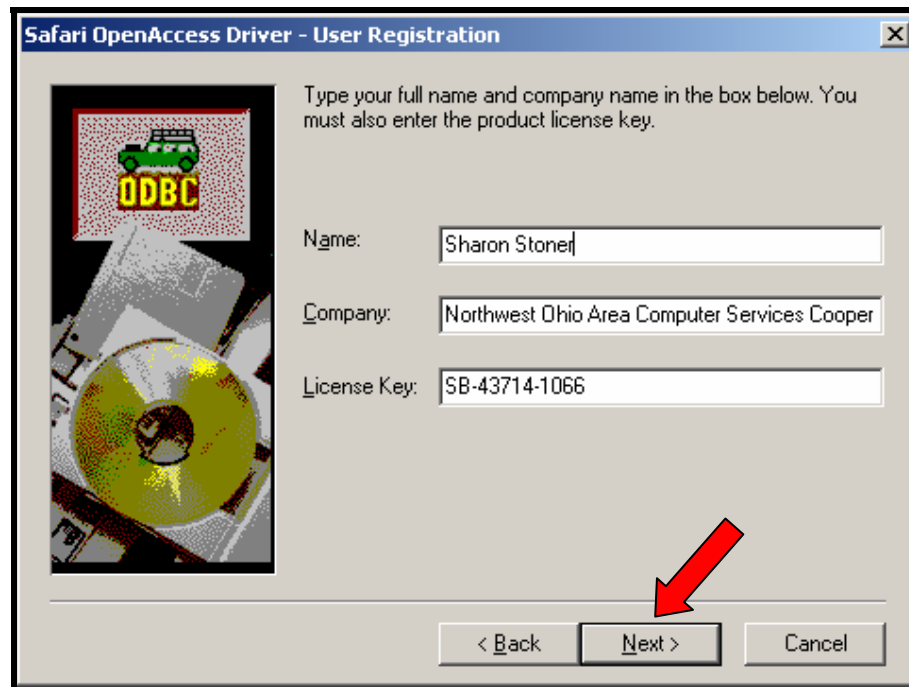 Safari OpenAccess Driver - User Registration
Type your full name and company name in the box below. You
must also enter the product license key.
ODBC
Name: Sharon Stoner
Company: Northwest Ohio Area Computer Services Cooper
License Key: SB-43714-1066
< Back Next > Cancel